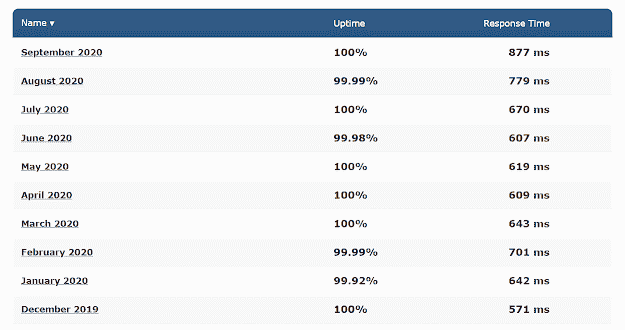 Name ▾ Uptime Response Time
September 2020 100% 877 ms
August 2020 99.99% 779 ms
July 2020 100% 670 ms
June 2020 99.98% 607 ms
May 2020 100% 619 ms
April 2020 100% 609 ms
March 2020 100% 643 ms
February 2020 99.99% 701 ms
January 2020 99.92% 642 ms
December 2019 100% 571 ms